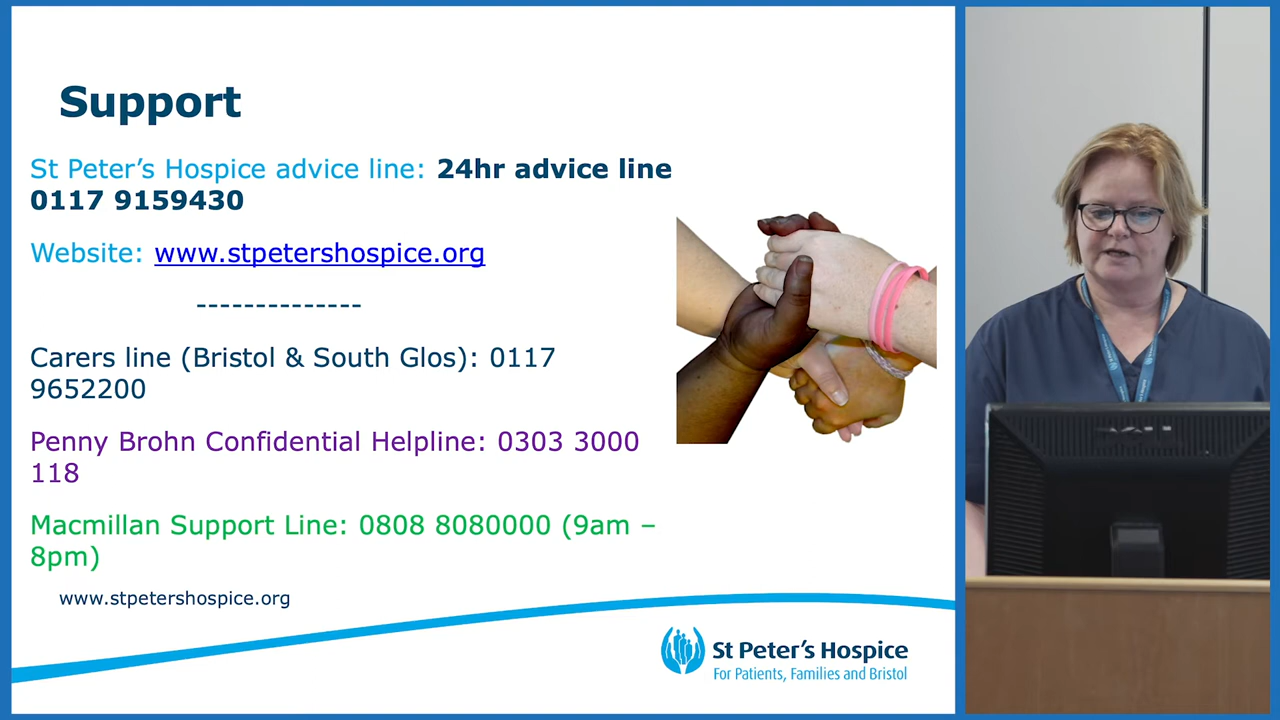 Support
St Peter’s Hospice advice line: 24hr advice line
0117 9159430
Website: www.stpetershospice.org
--------------
Carers line (Bristol & South Glos): 0117
9652200
Penny Brohn Confidential Helpline: 0303 3000
118
Macmillan Support Line: 0808 8080000 (9am –
8pm)
www.stpetershospice.org
St Peter’s Hospice
For Patients, Families and Bristol
DELL